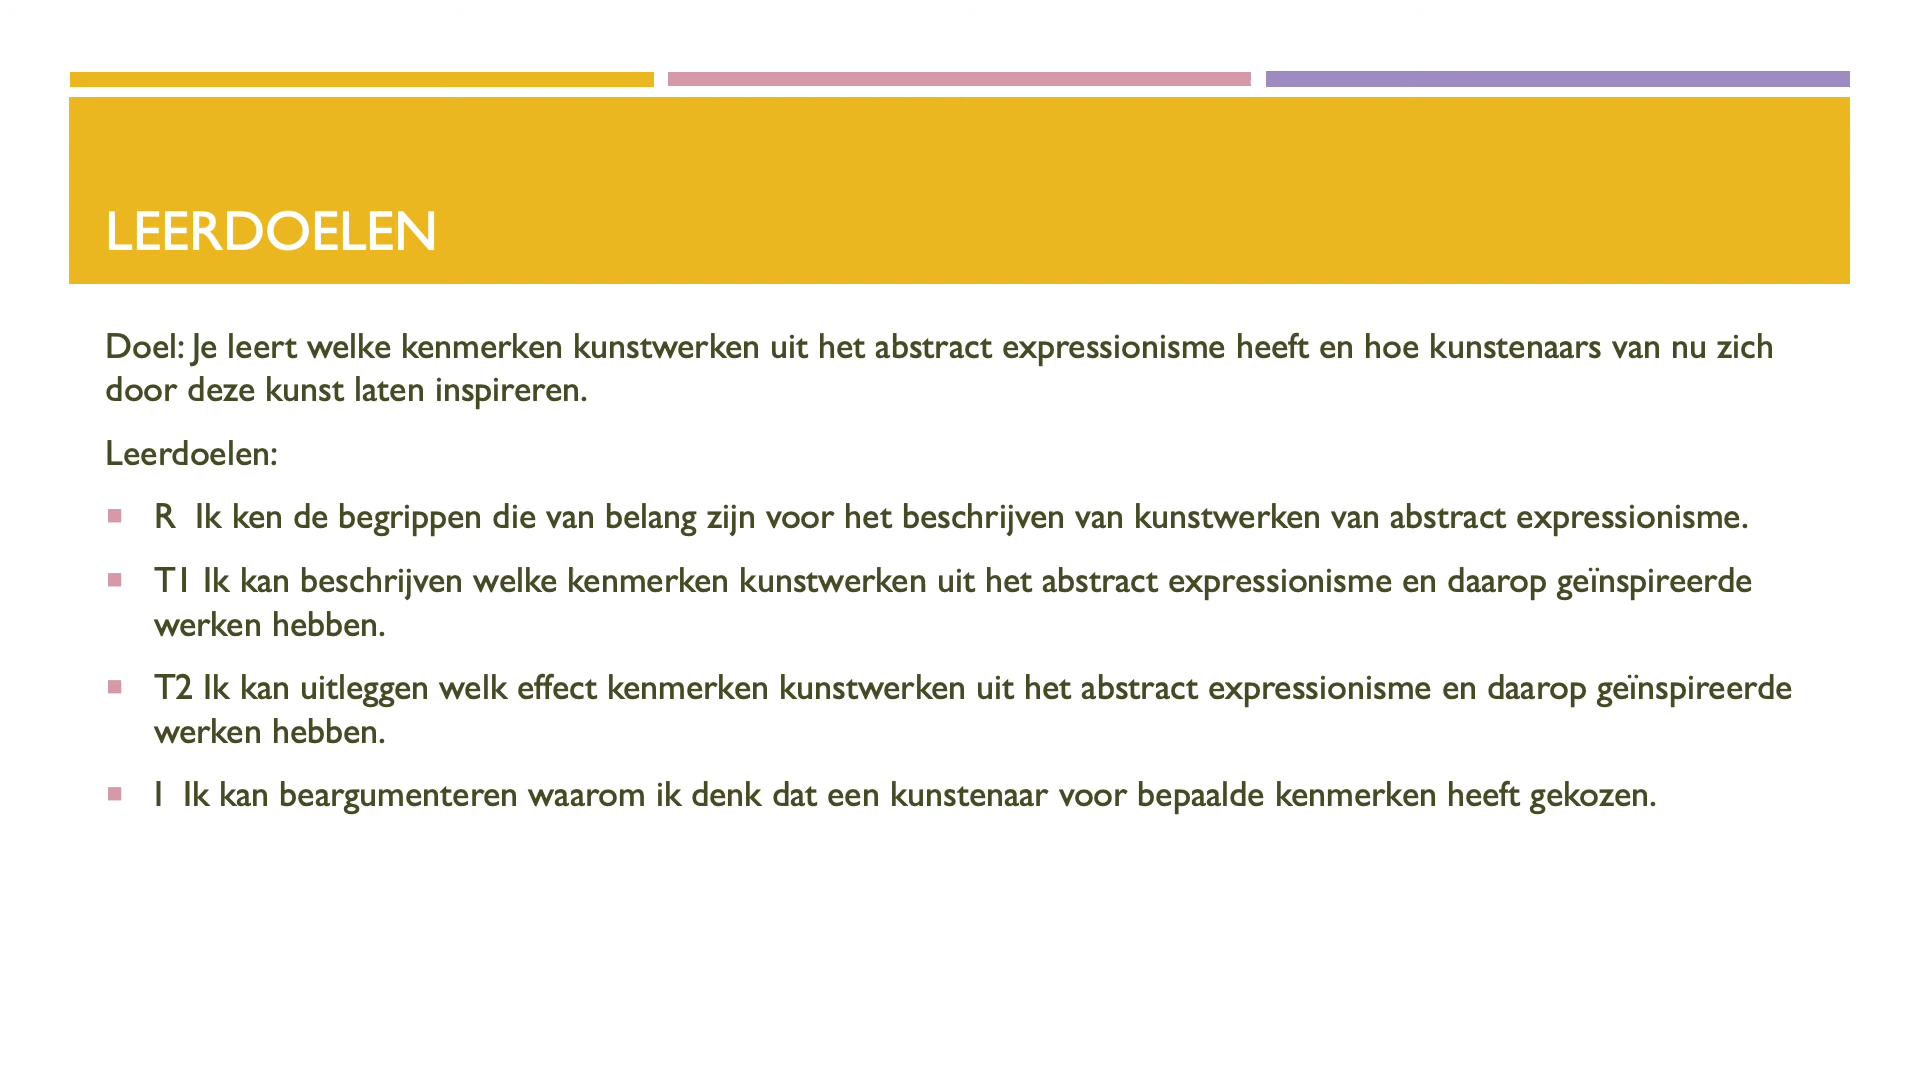 LEERDOELEN
Doel: Je leert welke kenmerken kunstwerken uit het abstract expressionisme heeft en hoe kunstenaars van nu zich
door deze kunst laten inspireren.
Leerdoelen:
R  Ik ken de begrippen die van belang zijn voor het beschrijven van kunstwerken van abstract expressionisme.
T1 Ik kan beschrijven welke kenmerken kunstwerken uit het abstract expressionisme en daarop geïnspireerde
werken hebben.
T2 Ik kan uitleggen welk effect kenmerken kunstwerken uit het abstract expressionisme en daarop geïnspireerde
werken hebben.
I  Ik kan beargumenteren waarom ik denk dat een kunstenaar voor bepaalde kenmerken heeft gekozen.